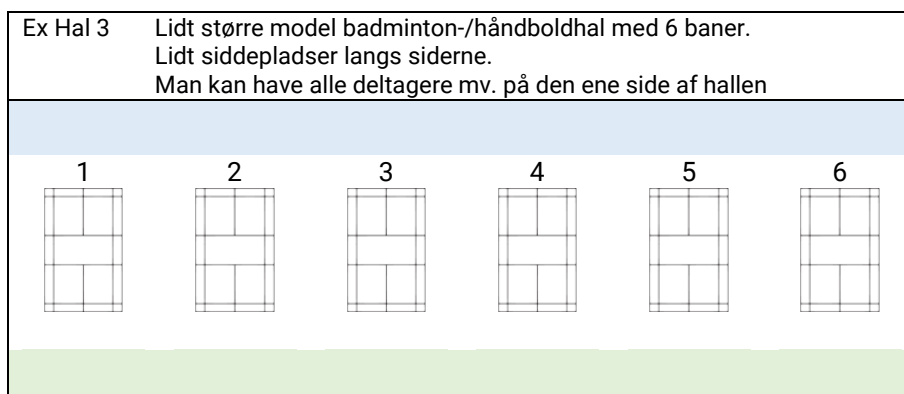 Ex Hal 3 Lidt større model badminton-/håndboldhal med 6 baner.
Lidt siddepladser langs siderne.
Man kan have alle deltagere mv. på den ene side af hallen
1 2 3 4 5 6